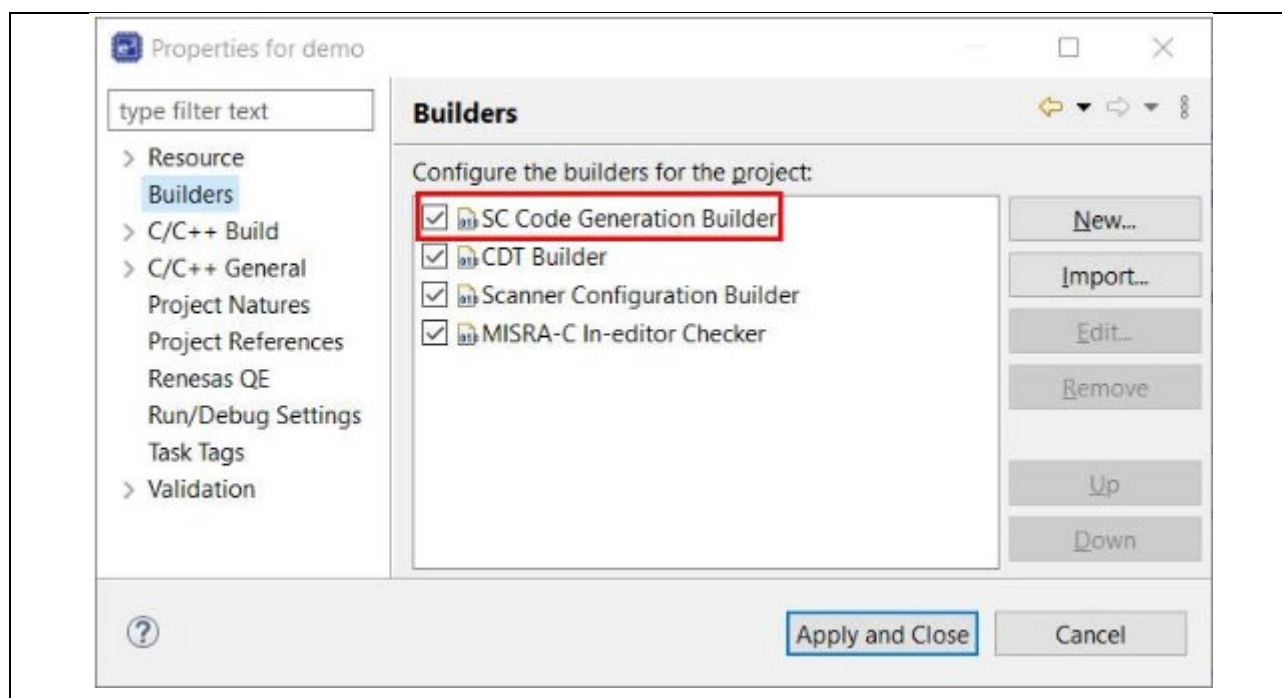 Properties for demo
type filter text
Builders
Resource
Builders
C/C++ Build
C/C++ General
Project Natures
Project References
Renesas QE
Run/Debug Settings
Task Tags
Validation
Configure the builders for the project:
SC Code Generation Builder
CDT Builder
Scanner Configuration Builder
MISRA-C In-editor Checker
New...
Import...
Edit...
Remove
Up
Down
Apply and Close
Cancel